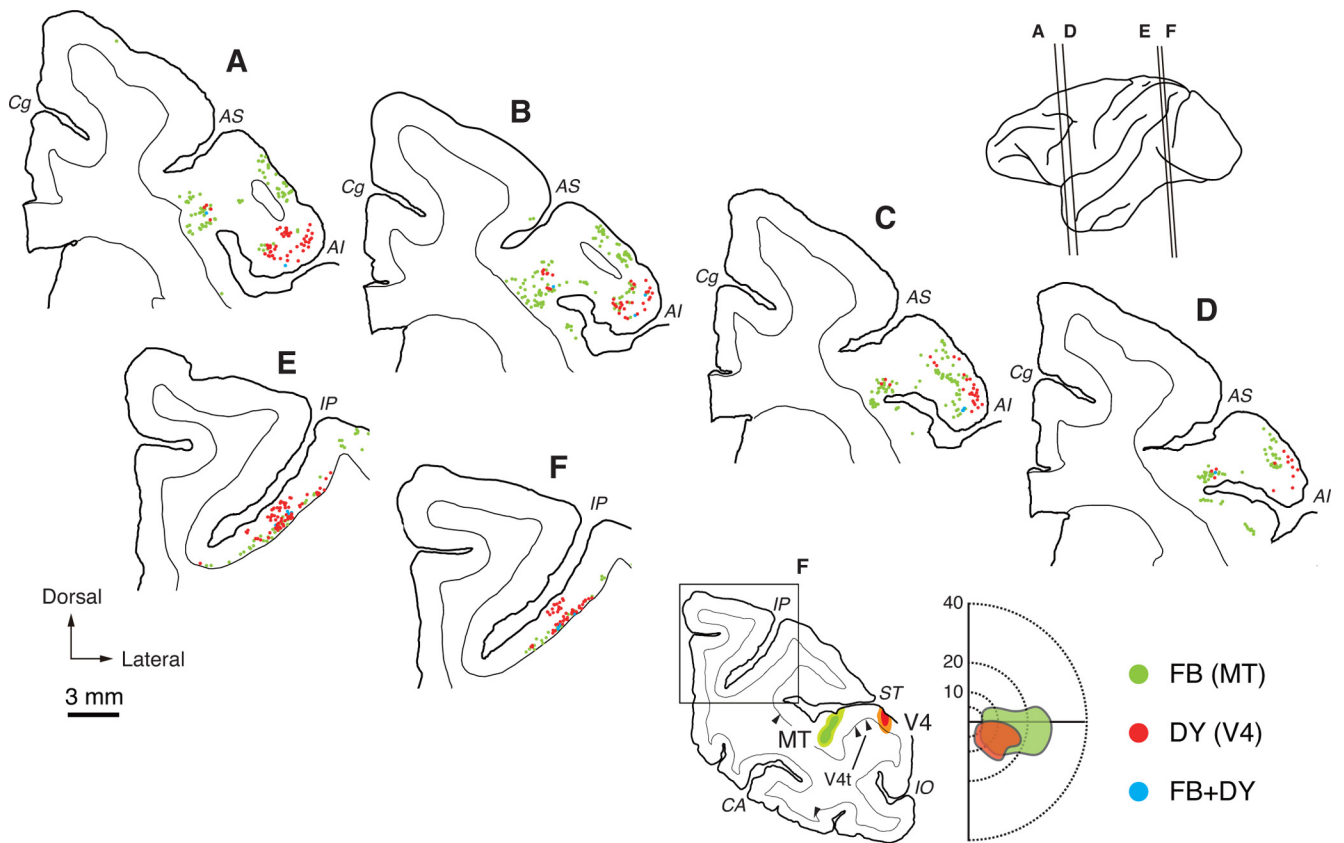 A
Cg
AS
AI
B
Cg
AS
AI
A D E F
C
Cg
AS
AI
D
Cg
AS
AI
E
IP
F
IP
Dorsal
Lateral
3 mm
F
IP
ST
MT
V4
V4t
CA
IO
40
20
10
FB (MT)
DY (V4)
FB+DY